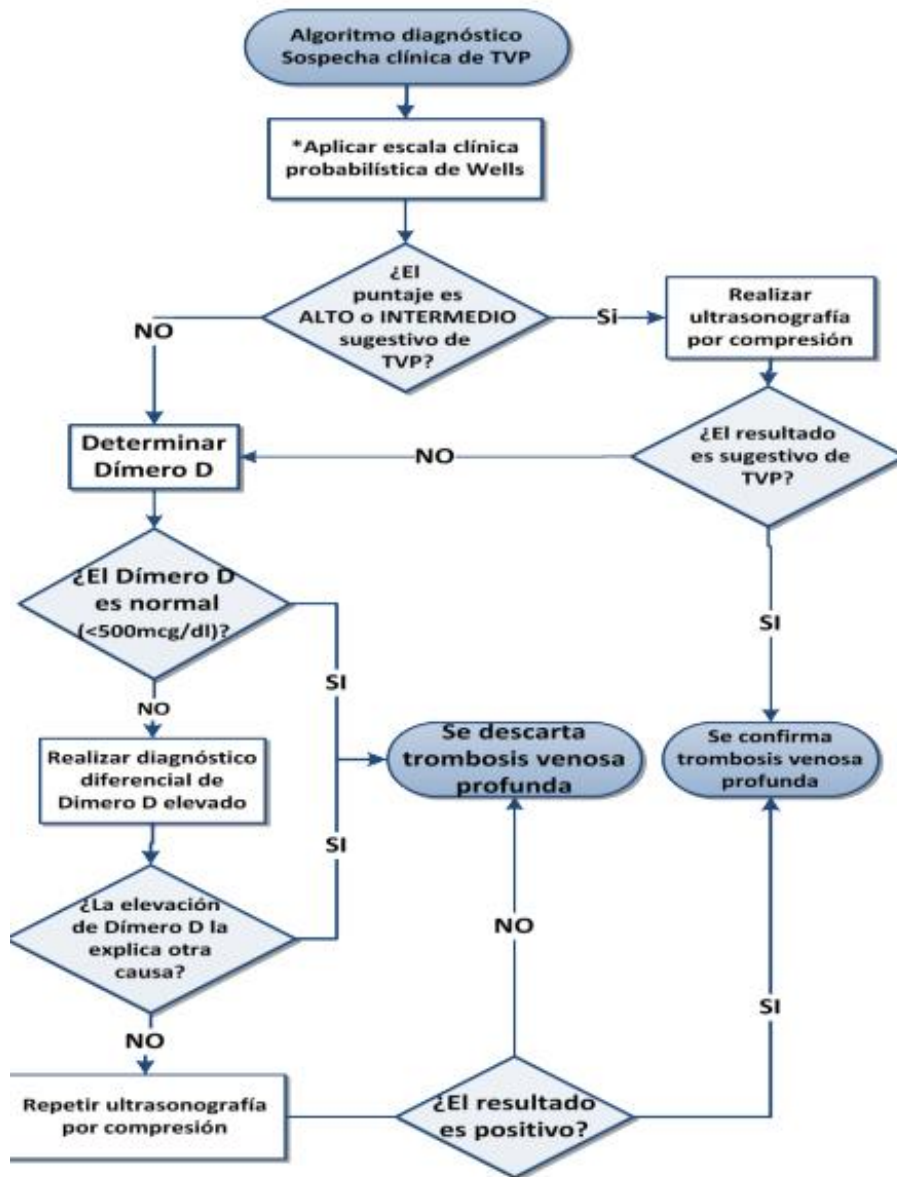 Algoritmo diagnóstico
Sospecha clínica de TVP
*Aplicar escala clínica
probabilística de Wells
¿El
puntaje es
ALTO o INTERMEDIO
sugestivo de
TVP?
NO
Si
Realizar
ultrasonografía
por compresión
Determinar
Dímero D
NO
¿El resultado
es sugestivo de
TVP?
¿El Dímero D
es normal
(<500mcg/dl)?
SI
SI
NO
Realizar diagnóstico
diferencial de
Dimero D elevado
Se descarta
trombosis venosa
profunda
Se confirma
trombosis venosa
profunda
SI
¿La elevación
de Dímero D la
explica otra
causa?
NO
SI
NO
Repetir ultrasonografía
por compresión
¿El resultado
es positivo?